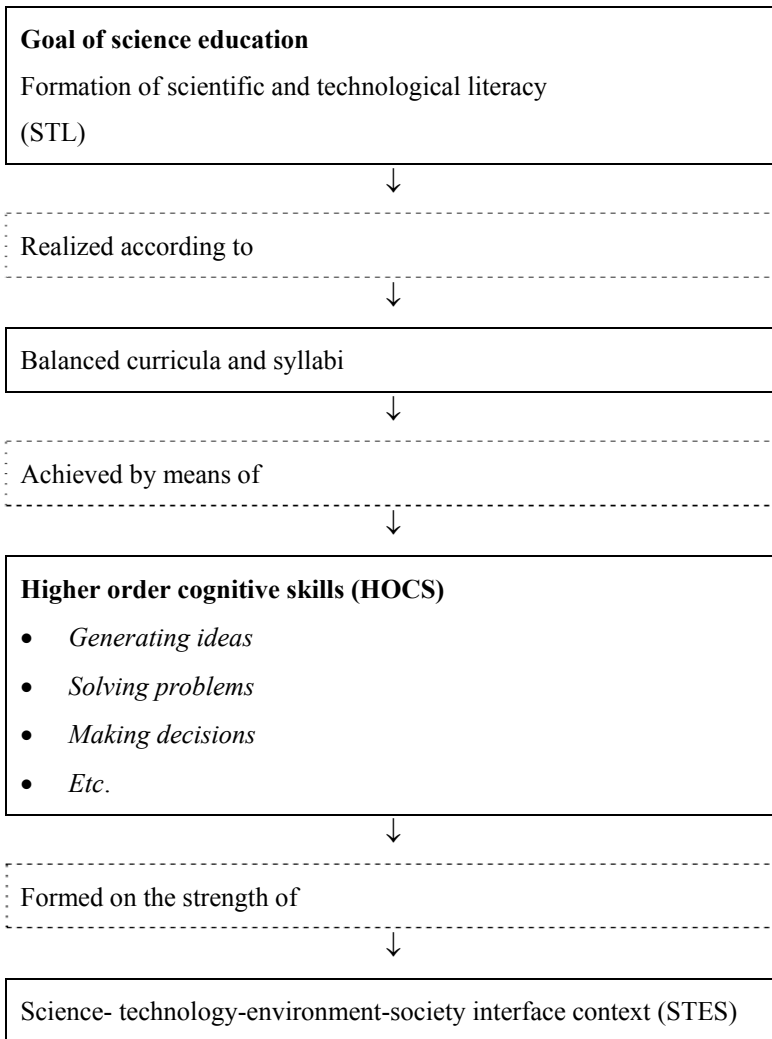 Goal of science education
Formation of scientific and technological literacy
(STL)
↓
Realized according to
↓
Balanced curricula and syllabi
↓
Achieved by means of
↓
Higher order cognitive skills (HOCS)
• Generating ideas
• Solving problems
• Making decisions
• Etc.
↓
Formed on the strength of
↓
Science- technology-environment-society interface context (STES)